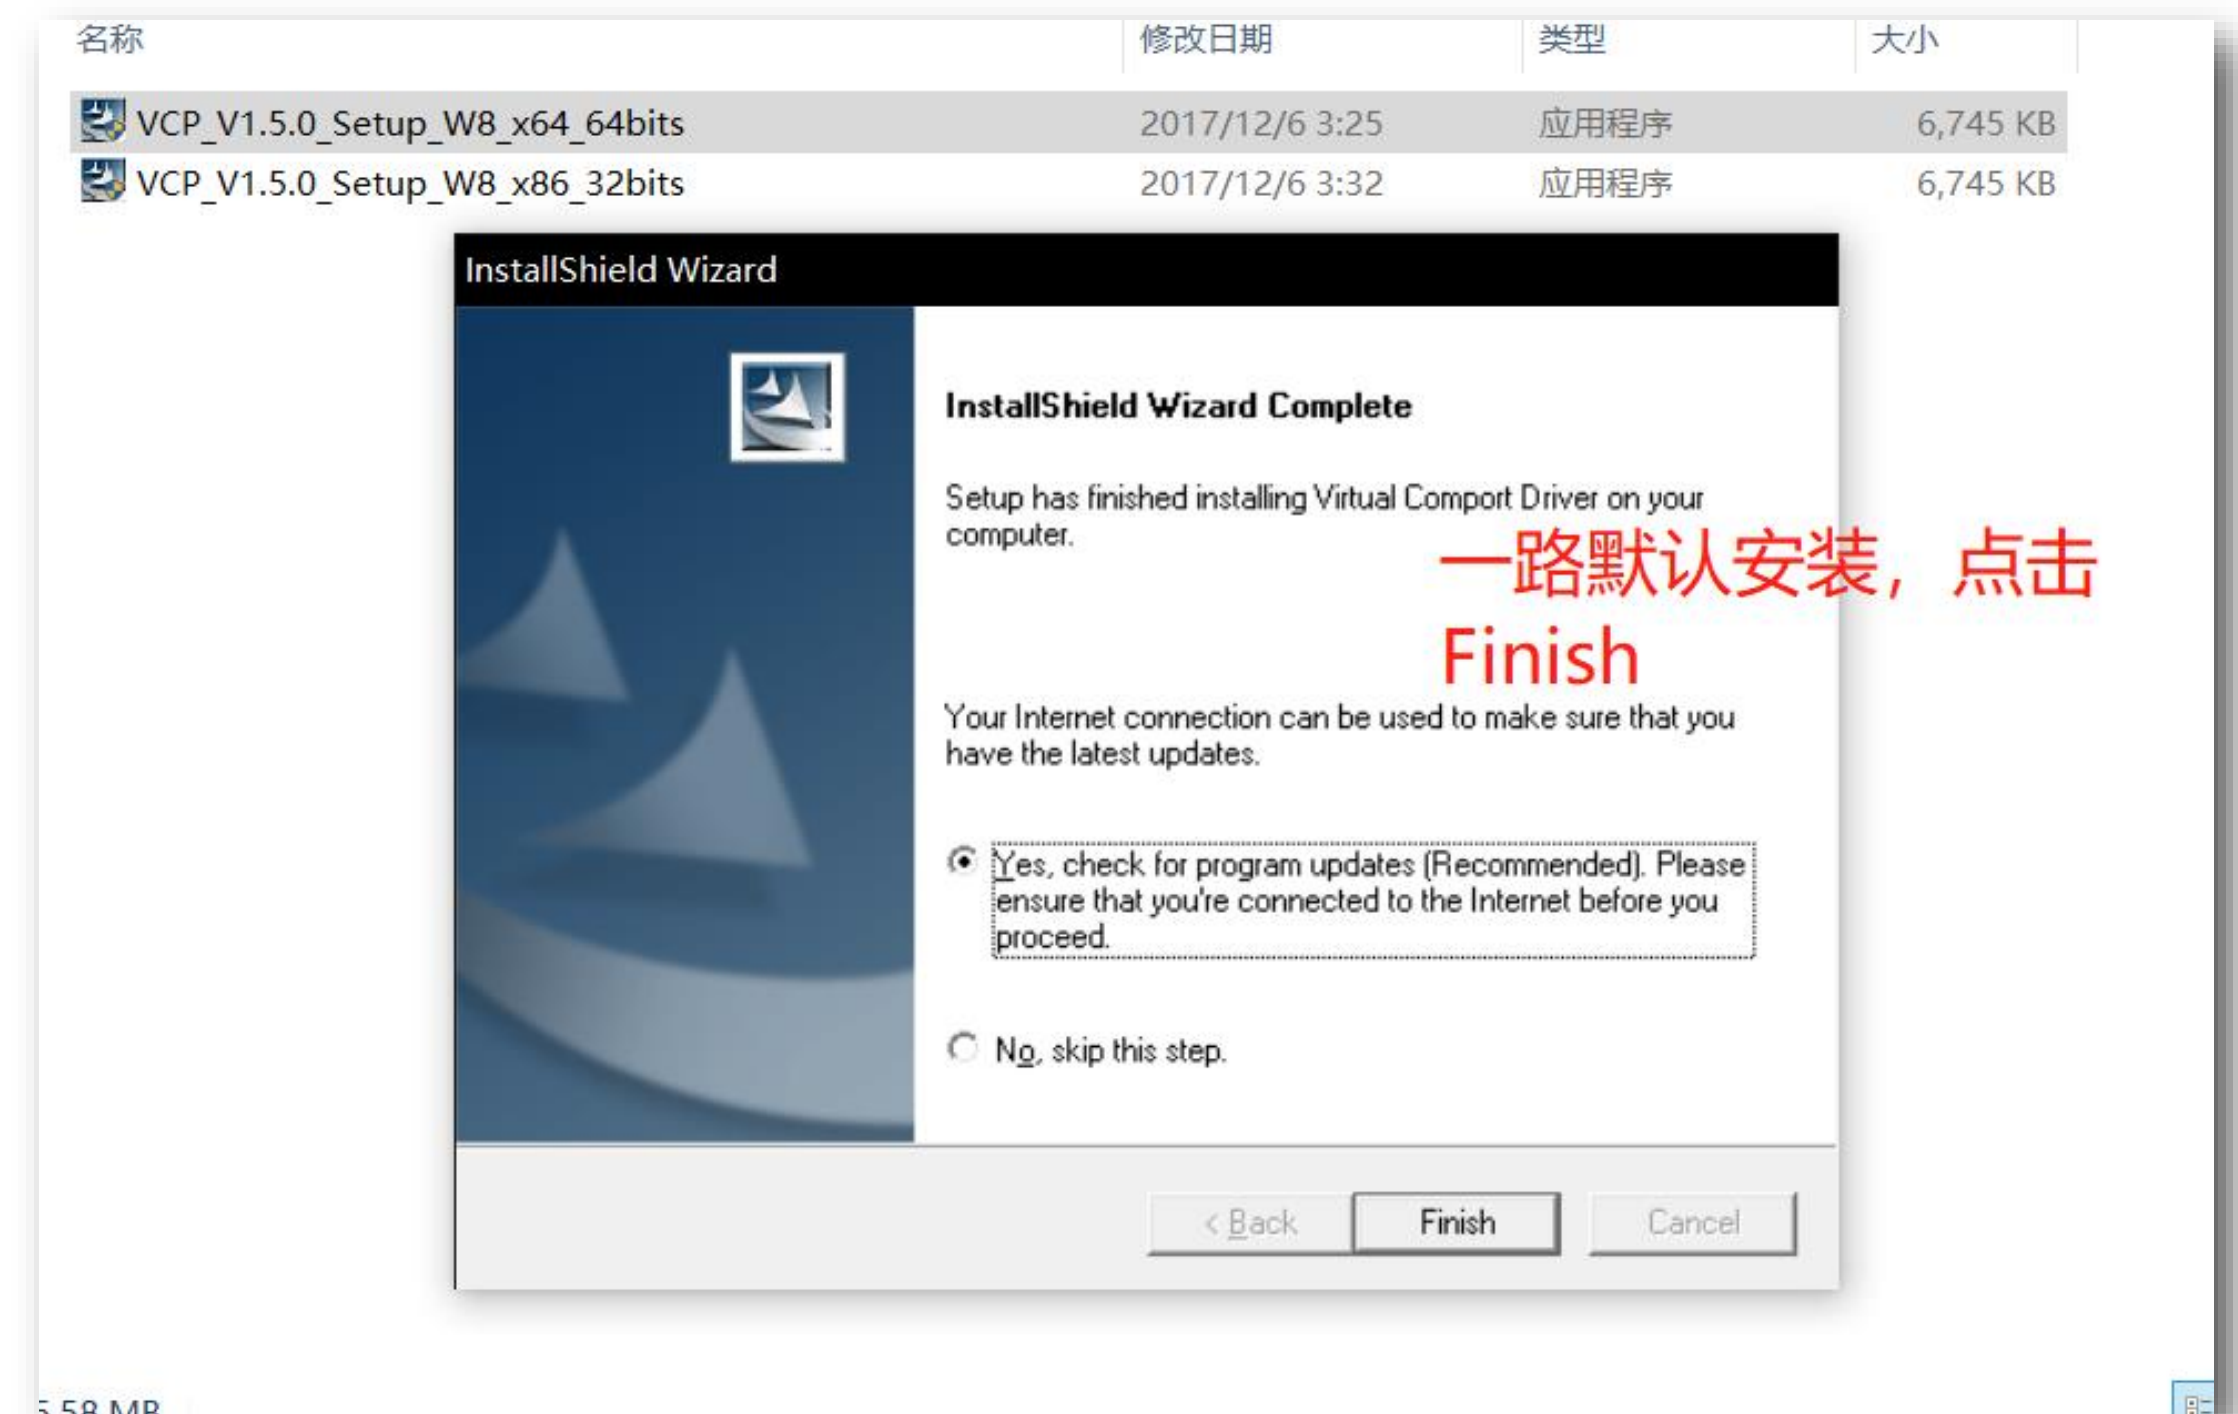 名称 修改日期 类型 大小
VCP_V1.5.0_Setup_W8_x64_64bits 2017/12/6 3:25 应用程序 6,745 KB
VCP_V1.5.0_Setup_W8_x86_32bits 2017/12/6 3:32 应用程序 6,745 KB
InstallShield Wizard
InstallShield Wizard Complete
Setup has finished installing Virtual Comport Driver on your
computer.
一路默认安装，点击
Finish
Your Internet connection can be used to make sure that you
have the latest updates.
Yes, check for program updates (Recommended). Please
ensure that you're connected to the Internet before you
proceed.
No, skip this step.
< Back Finish Cancel
5.58 MB